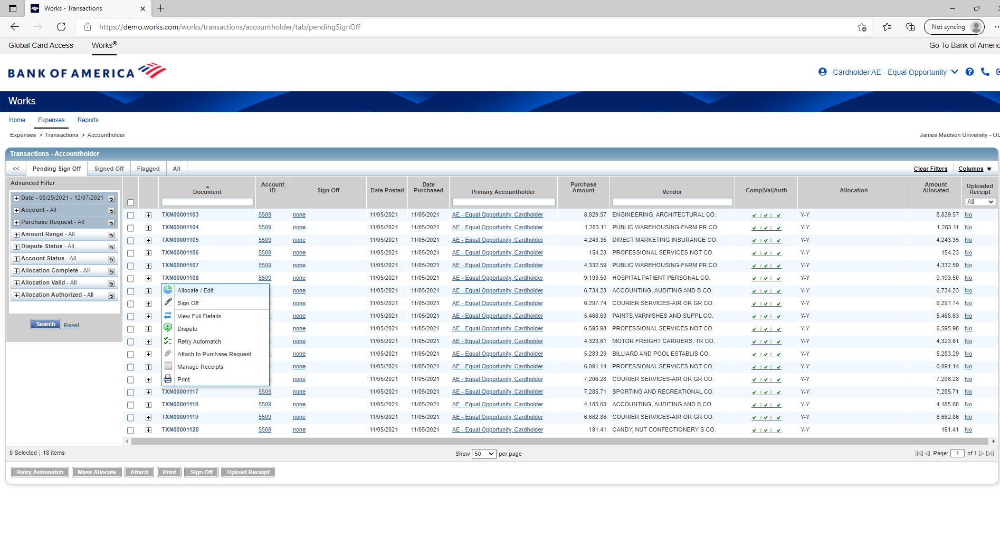 Works - Transactions
https://demo.works.com/works/transactions/accountholder/tab/pendingSignOff
Not syncing
Global Card Access
Works®
Go To Bank of Americ
BANK OF AMERICA
Cardholder AE - Equal Opportunity
Works
Home
Expenses
Reports
Expenses > Transactions > Accountholder
James Madison University - OL
Transactions - Accountholder
<<
Pending Sign Off
Signed Off
Flagged
All
Clear Filters
Columns
Advanced Filter
Date - 08/29/2021 - 12/07/2021
Account - All
Purchase Request - All
Amount Range - All
Dispute Status - All
Account Status - All
Allocation Complete - All
Allocation Valid - All
Allocation Authorized - All
Search
Reset
Document
Account ID
Sign Off
Date Posted
Date Purchased
Primary Accountholder
Purchase Amount
Vendor
Comp|Val|Auth
Allocation
Amount Allocated
Uploaded Receipt
All
TXN00001103 5509 none 11/05/2021 11/05/2021 AE - Equal Opportunity, Cardholder 8,829.57 ENGINEERING, ARCHITECTURAL CO. ✔ | ✔ | ✔ Y-Y 8,829.57 No
TXN00001104 5509 none 11/05/2021 11/05/2021 AE - Equal Opportunity, Cardholder 1,283.11 PUBLIC WAREHOUSING-FARM PR CO. ✔ | ✔ | ✔ Y-Y 1,283.11 No
TXN00001105 5509 none 11/05/2021 11/05/2021 AE - Equal Opportunity, Cardholder 4,243.35 DIRECT MARKETING INSURANCE CO. ✔ | ✔ | ✔ Y-Y 4,243.35 No
TXN00001106 5509 none 11/05/2021 11/05/2021 AE - Equal Opportunity, Cardholder 154.23 PROFESSIONAL SERVICES NOT CO. ✔ | ✔ | ✔ Y-Y 154.23 No
TXN00001107 5509 none 11/05/2021 11/05/2021 AE - Equal Opportunity, Cardholder 4,332.59 PUBLIC WAREHOUSING-FARM PR CO. ✔ | ✔ | ✔ Y-Y 4,332.59 No
TXN00001108 5509 none 11/05/2021 11/05/2021 AE - Equal Opportunity, Cardholder 9,193.50 HOSPITAL PATIENT PERSONAL CO. ✔ | ✔ | ✔ Y-Y 9,193.50 No
Allocate / Edit none 11/05/2021 11/05/2021 AE - Equal Opportunity, Cardholder 6,734.23 ACCOUNTING, AUDITING AND B CO. ✔ | ✔ | ✔ Y-Y 6,734.23 No
Sign Off none 11/05/2021 11/05/2021 AE - Equal Opportunity, Cardholder 6,297.74 COURIER SERVICES-AIR OR GR CO. ✔ | ✔ | ✔ Y-Y 6,297.74 No
View Full Details none 11/05/2021 11/05/2021 AE - Equal Opportunity, Cardholder 5,468.63 PAINTS,VARNISHES AND SUPPL CO. ✔ | ✔ | ✔ Y-Y 5,468.63 No
Dispute none 11/05/2021 11/05/2021 AE - Equal Opportunity, Cardholder 6,595.98 PROFESSIONAL SERVICES NOT CO. ✔ | ✔ | ✔ Y-Y 6,595.98 No
Retry Automatch none 11/05/2021 11/05/2021 AE - Equal Opportunity, Cardholder 4,323.61 MOTOR FREIGHT CARRIERS, TR CO. ✔ | ✔ | ✔ Y-Y 4,323.61 No
Attach to Purchase Request none 11/05/2021 11/05/2021 AE - Equal Opportunity, Cardholder 5,283.29 BILLIARD AND POOL ESTABLIS CO. ✔ | ✔ | ✔ Y-Y 5,283.29 No
Manage Receipts none 11/05/2021 11/05/2021 AE - Equal Opportunity, Cardholder 6,091.14 PROFESSIONAL SERVICES NOT CO. ✔ | ✔ | ✔ Y-Y 6,091.14 No
Print none 11/05/2021 11/05/2021 AE - Equal Opportunity, Cardholder 7,206.28 COURIER SERVICES-AIR OR GR CO. ✔ | ✔ | ✔ Y-Y 7,206.28 No
TXN00001117 5509 none 11/05/2021 11/05/2021 AE - Equal Opportunity, Cardholder 7,285.71 SPORTING AND RECREATIONAL CO. ✔ | ✔ | ✔ Y-Y 7,285.71 No
TXN00001118 5509 none 11/05/2021 11/05/2021 AE - Equal Opportunity, Cardholder 4,185.60 ACCOUNTING, AUDITING AND B CO. ✔ | ✔ | ✔ Y-Y 4,185.60 No
TXN00001119 5509 none 11/05/2021 11/05/2021 AE - Equal Opportunity, Cardholder 6,662.86 COURIER SERVICES-AIR OR GR CO. ✔ | ✔ | ✔ Y-Y 6,662.86 No
TXN00001120 5509 none 11/05/2021 11/05/2021 AE - Equal Opportunity, Cardholder 191.41 CANDY, NUT CONFECTIONERY S CO. ✔ | ✔ | ✔ Y-Y 191.41 No
0 Selected | 18 items
Show 50 per page
Page: 1 of 1
Retry Automatch
Mass Allocate
Attach
Print
Sign Off
Upload Receipt